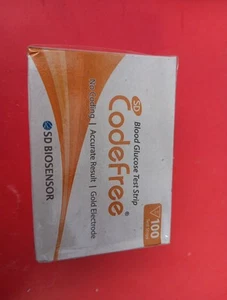 SD
CodeFree®
Blood Glucose Test Strip
No Coding | Accurate Result | Gold Electrode
SD BIOSENSOR
100